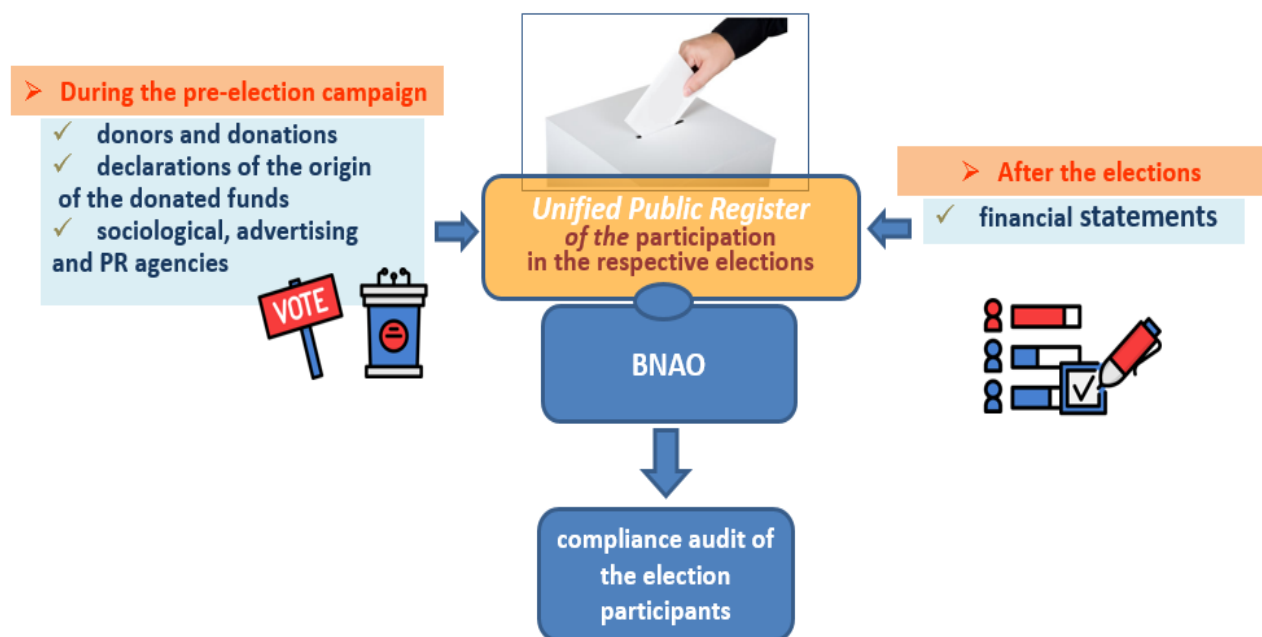 During the pre-election campaign
donors and donations
declarations of the origin
of the donated funds
sociological, advertising
and PR agencies
VOTE
Unified Public Register
of the participation
in the respective elections
After the elections
financial statements
BNAO
compliance audit of
the election
participants